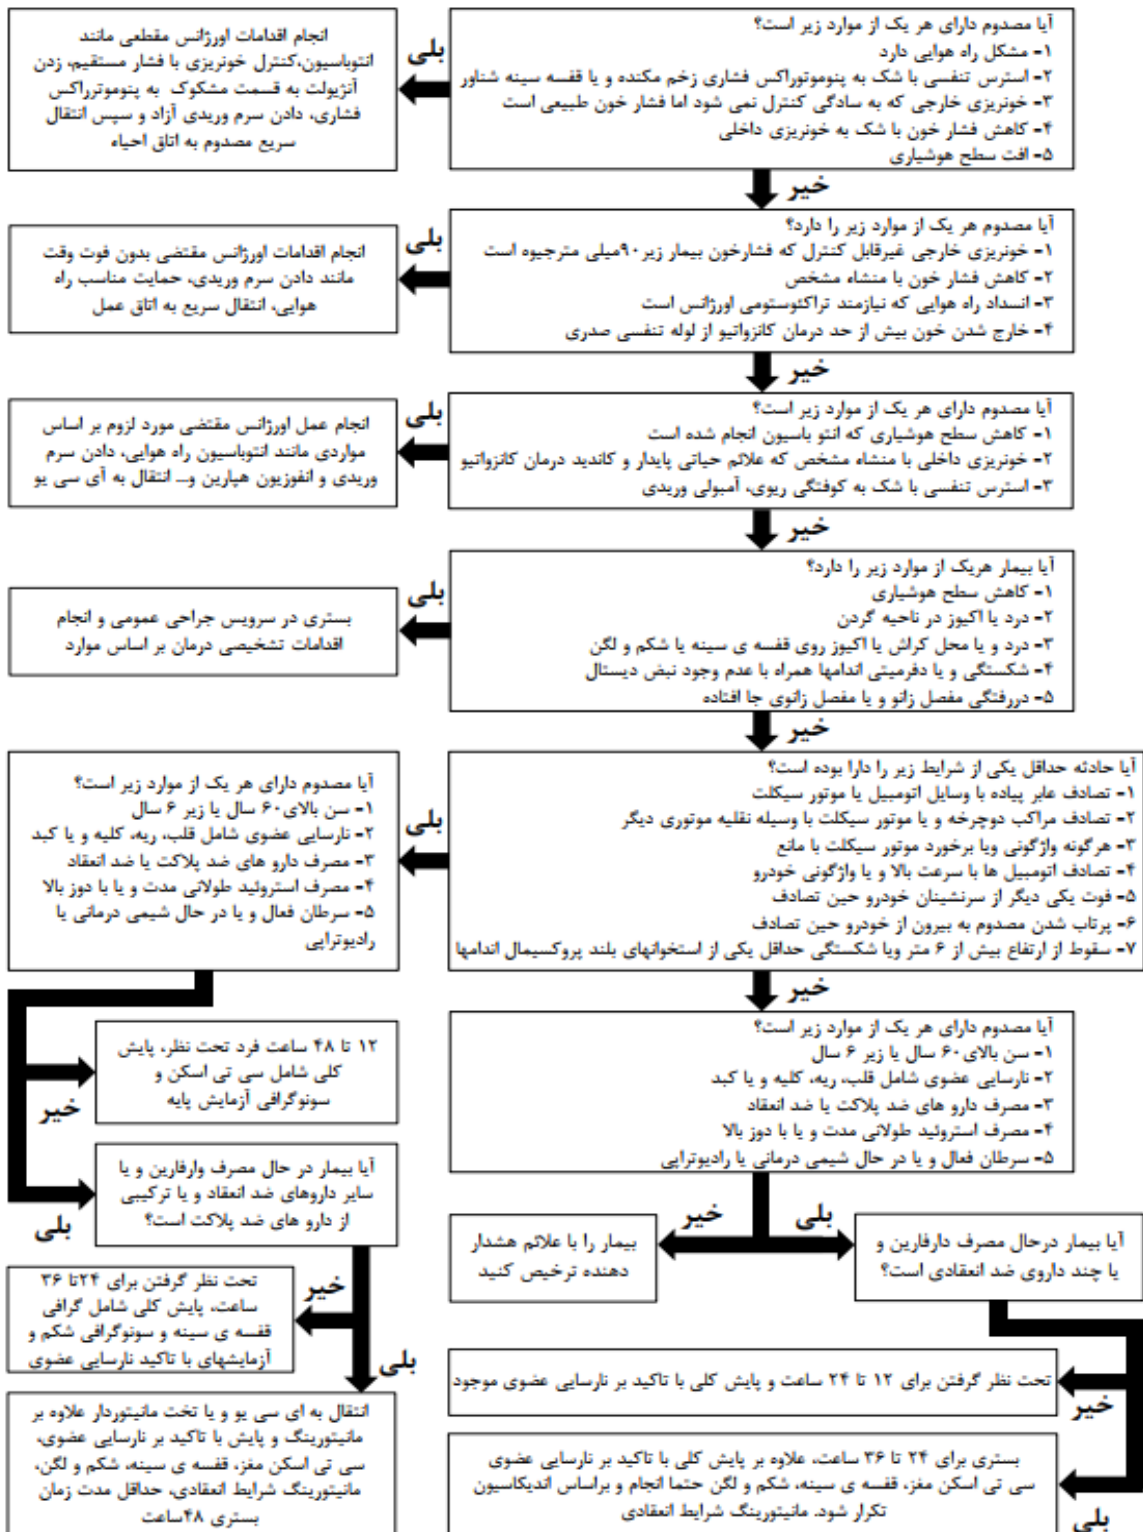 آیا مصدوم دارای هر یک از موارد زیر است؟
۱- مشکل راه هوایی دارد
۲- استرس تنفسی با شک به پنوموتوراکس فشاری زخم مکنده و یا قفسه سینه شناور
۳- خونریزی خارجی که به سادگی کنترل نمی شود اما فشار خون طبیعی است
۴- کاهش فشار خون با شک به خونریزی داخلی
۵- افت سطح هوشیاری
بلی
انجام اقدامات اورژانس مقطعی مانند
انتوباسیون،کنترل خونریزی با فشار مستقیم، زدن
آنژیولت به قسمت مشکوک به پنوموترراکس
فشاری، دادن سرم وریدی آزاد و سپس انتقال
سریع مصدوم به اتاق احیاء
خیر
آیا مصدوم هر یک از موارد زیر را دارد؟
۱- خونریزی خارجی غیرقابل کنترل که فشارخون بیمار زیر۹۰میلی مترجیوه است
۲- کاهش فشار خون با منشاء مشخص
۳- انسداد راه هوایی که نیازمند تراکئوستومی اورژانس است
۴- خارج شدن خون بیش از حد درمان کانزواتیو از لوله تنفسی صدری
بلی
انجام اقدامات اورژانس مقتضی بدون فوت وقت
مانند دادن سرم وریدی، حمایت مناسب راه
هوایی، انتقال سریع به اتاق عمل
خیر
آیا مصدوم دارای هر یک از موارد زیر است؟
۱- کاهش سطح هوشیاری که انتو باسیون انجام شده است
۲- خونریزی داخلی با منشاء مشخص که علائم حیاتی پایدار و کاندید درمان کانزواتیو
۳- استرس تنفسی با شک به کوفتگی ریوی، آمبولی وریدی
بلی
انجام عمل اورژانس مقتضی مورد لزوم بر اساس
مواردی مانند انتوباسیون راه هوایی، دادن سرم
وریدی و انفوزیون هپارین و... انتقال به آی سی یو
خیر
آیا بیمار هریک از موارد زیر را دارد؟
۱- کاهش سطح هوشیاری
۲- درد یا اکیوز در ناحیه گردن
۳- درد و یا محل کراش یا اکیوز روی قفسه ی سینه یا شکم و لگن
۴- شکستگی و یا دفرمیتی اندامها همراه با عدم وجود نبض دیستال
۵- دررفتگی مفصل زانو و یا مفصل زانوی جا افتاده
بلی
بستری در سرویس جراحی عمومی و انجام
اقدامات تشخیصی درمان بر اساس موارد
خیر
آیا حادثه حداقل یکی از شرایط زیر را دارا بوده است؟
۱- تصادف عابر پیاده با وسایل اتومبیل یا موتور سیکلت
۲- تصادف مراکب دوچرخه و یا موتور سیکلت با وسیله نقلیه موتوری دیگر
۳- هرگونه واژگونی ویا برخورد موتور سیکلت با مانع
۴- تصادف اتومبیل ها با سرعت بالا و یا واژگونی خودرو
۵- فوت یکی دیگر از سرنشینان خودرو حین تصادف
۶- پرتاب شدن مصدوم به بیرون از خودرو حین تصادف
۷- سقوط از ارتفاع بیش از ۶ متر ویا شکستگی حداقل یکی از استخوانهای بلند پروکسیمال اندامها
بلی
آیا مصدوم دارای هر یک از موارد زیر است؟
۱- سن بالای۶۰ سال یا زیر ۶ سال
۲- نارسایی عضوی شامل قلب، ریه، کلیه و یا کبد
۳- مصرف دارو های ضد پلاکت یا ضد انعقاد
۴- مصرف استروئید طولانی مدت و یا با دوز بالا
۵- سرطان فعال و یا در حال شیمی درمانی یا
رادیوتراپی
خیر
۱۲ تا ۴۸ ساعت فرد تحت نظر، پایش
کلی شامل سی تی اسکن و
سونوگرافی آزمایش پایه
بلی
آیا بیمار در حال مصرف وارفارین و یا
سایر داروهای ضد انعقاد و یا ترکیبی
از دارو های ضد پلاکت است؟
خیر
تحت نظر گرفتن برای ۲۴تا ۳۶
ساعت، پایش کلی شامل گرافی
قفسه ی سینه و سونوگرافی شکم و
آزمایشهای با تاکید نارسایی عضوی
بلی
انتقال به ای سی یو و یا تخت مانیتوردار علاوه بر
مانیتورینگ و پایش با تاکید بر نارسایی عضوی،
سی تی اسکن مغز، قفسه ی سینه، شکم و لگن،
مانیتورینگ شرایط انعقادی، حداقل مدت زمان
بستری ۴۸ساعت
خیر
آیا مصدوم دارای هر یک از موارد زیر است؟
۱- سن بالای۶۰ سال یا زیر ۶ سال
۲- نارسایی عضوی شامل قلب، ریه، کلیه و یا کبد
۳- مصرف دارو های ضد پلاکت یا ضد انعقاد
۴- مصرف استروئید طولانی مدت و یا با دوز بالا
۵- سرطان فعال و یا در حال شیمی درمانی یا رادیوتراپی
خیر
بیمار را با علائم هشدار
دهنده ترخیص کنید
بلی
آیا بیمار درحال مصرف دارفارین و
یا چند داروی ضد انعقادی است؟
خیر
تحت نظر گرفتن برای ۱۲ تا ۲۴ ساعت و پایش کلی با تاکید بر نارسایی عضوی موجود
بلی
بستری برای ۲۴ تا ۳۶ ساعت، علاوه بر پایش کلی با تاکید بر نارسایی عضوی
سی تی اسکن مغز، قفسه ی سینه، شکم و لگن حتما انجام و براساس اندیکاسیون
تکرار شود. مانیتورینگ شرایط انعقادی